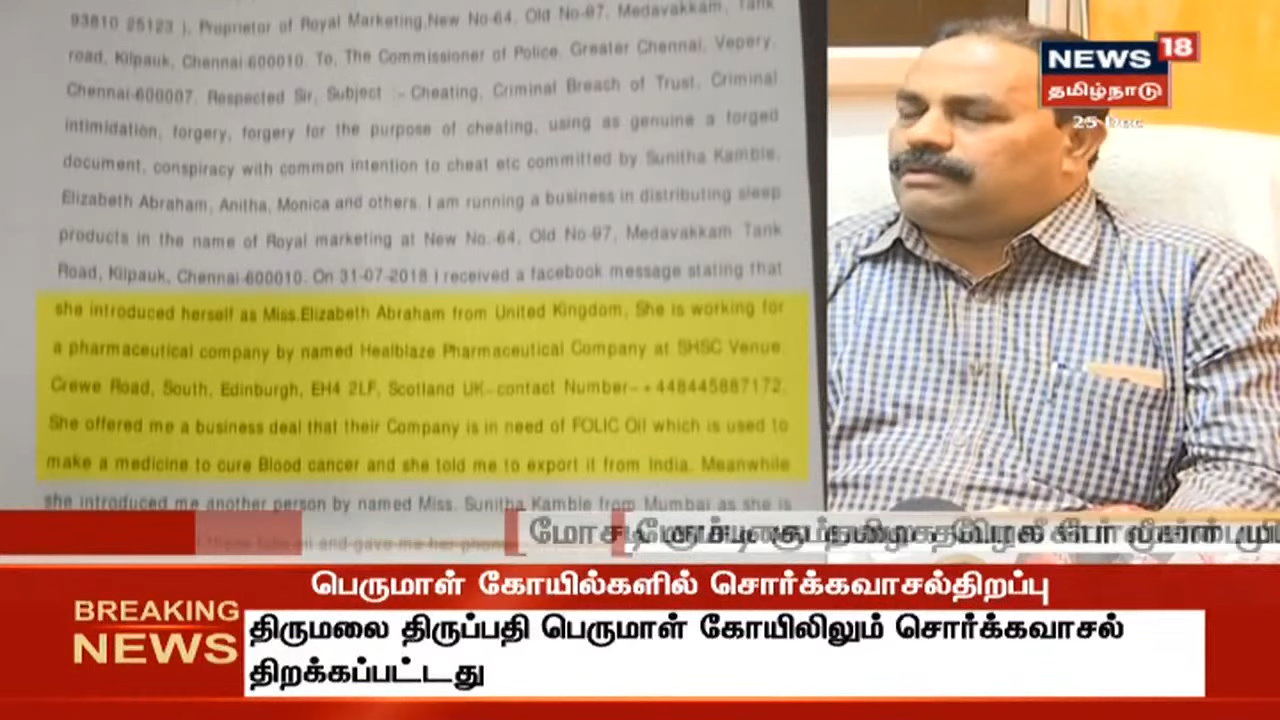 93810 25123 ), Proprietor of Royal Marketing,New No-64, Old No-97, Medavakkam, Tank
road, Kilpauk, Chennai-600010. To, The Commissioner of Police, Greater Chennai, Vepery,
Chennai-600007, Respected Sir, Subject :- Cheating, Criminal Breach of Trust, Criminal
intimidation, forgery, forgery for the purpose of cheating, using as genuine a forged
document, conspiracy with common intention to cheat etc committed by Sunitha Kamble,
Elizabeth Abraham, Anitha, Monica and others. I am running a business in distributing sleep
products in the name of Royal marketing at New No.-64, Old No-97, Medavakkam Tank
Road, Kilpauk, Chennai-600010. On 31-07-2018 I received a facebook message stating that
she introduced herself as Miss.Elizabeth Abraham from United Kingdom, She is working for
a pharmaceutical company by named Healblaze Pharmaceutical Company at SHSC Venue,
Crewe Road, South, Edinburgh, EH4 2LF, Scotland UK-contact Number-+448445887172.
She offered me a business deal that their Company is in need of FOLIC Oil which is used to
make a medicine to cure Blood cancer and she told me to export it from India. Meanwhile
she introduced me another person by named Miss. Sunitha Kamble from Mumbai as she is
and gave me her
NEWS 18
தமிழ்நாடு
25 Dec
BREAKING
NEWS
பெருமாள் கோயில்களில் சொர்க்கவாசல்திறப்பு
திருமலை திருப்பதி பெருமாள் கோயிலிலும் சொர்க்கவாசல்
திறக்கப்பட்டது